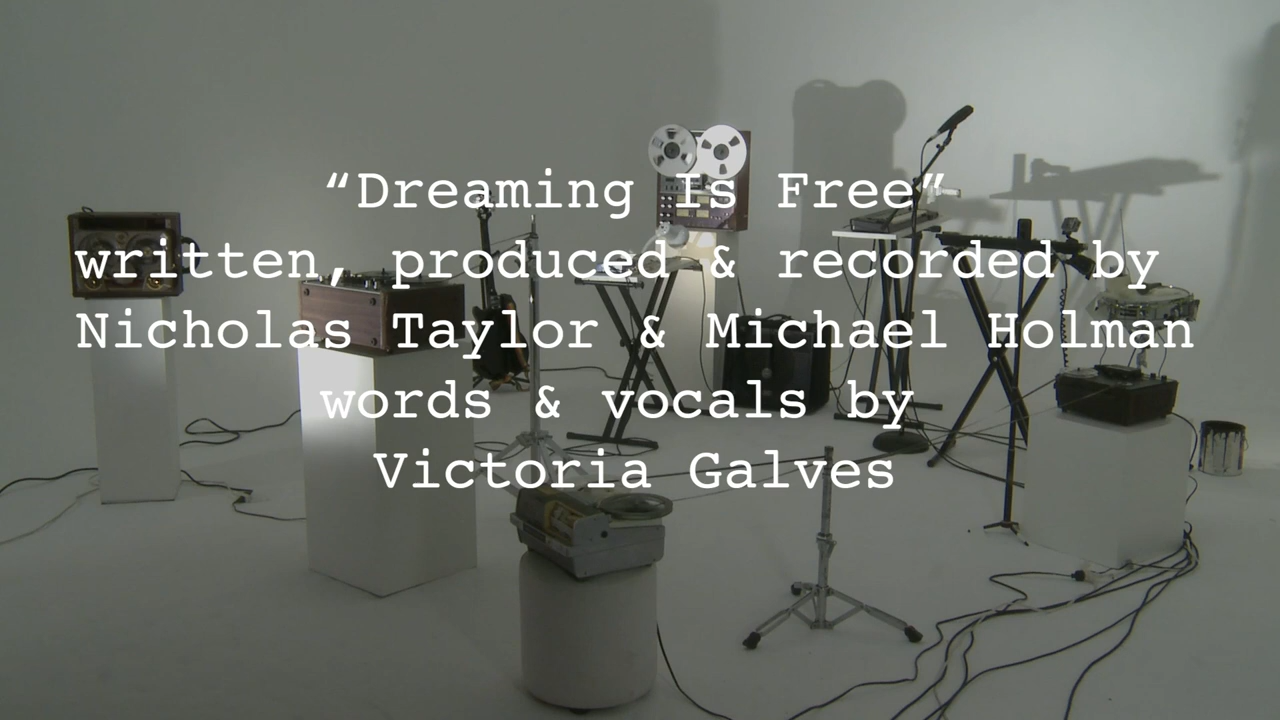 “Dreaming Is Free”
written, produced & recorded by
Nicholas Taylor & Michael Holman
words & vocals by
Victoria Galves